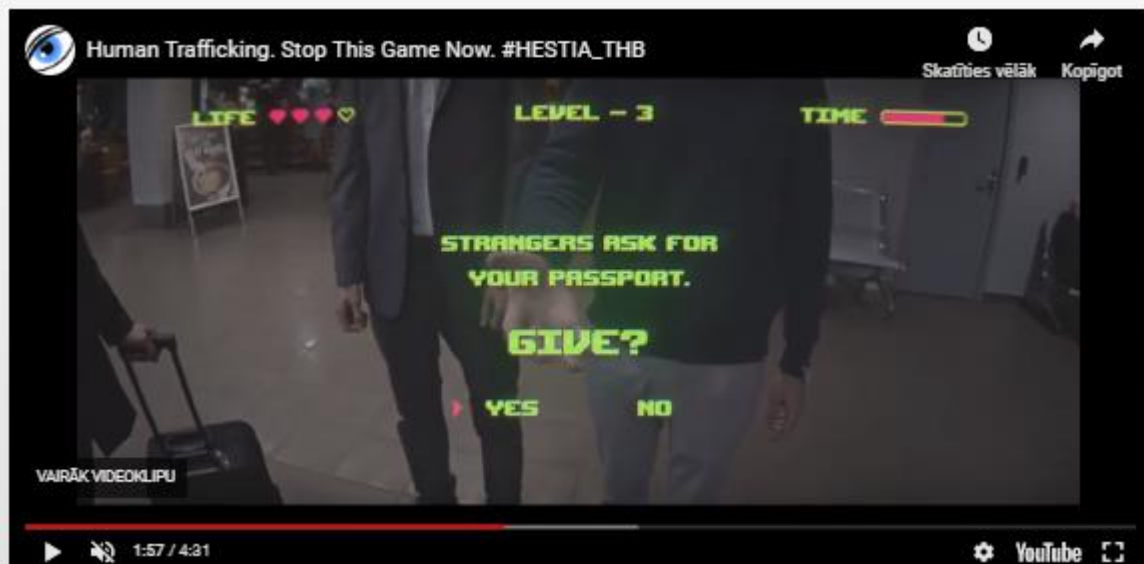 Human Trafficking. Stop This Game Now. #HESTIA_THB
Skatīties vēlāk
Kopīgot
LIFE
LEVEL - 3
TIME
STRANGERS ASK FOR
YOUR PASSPORT.
GIVE?
YES
NO
VAIRĀK VIDEOKLIPU
1:57 / 4:31
YouTube